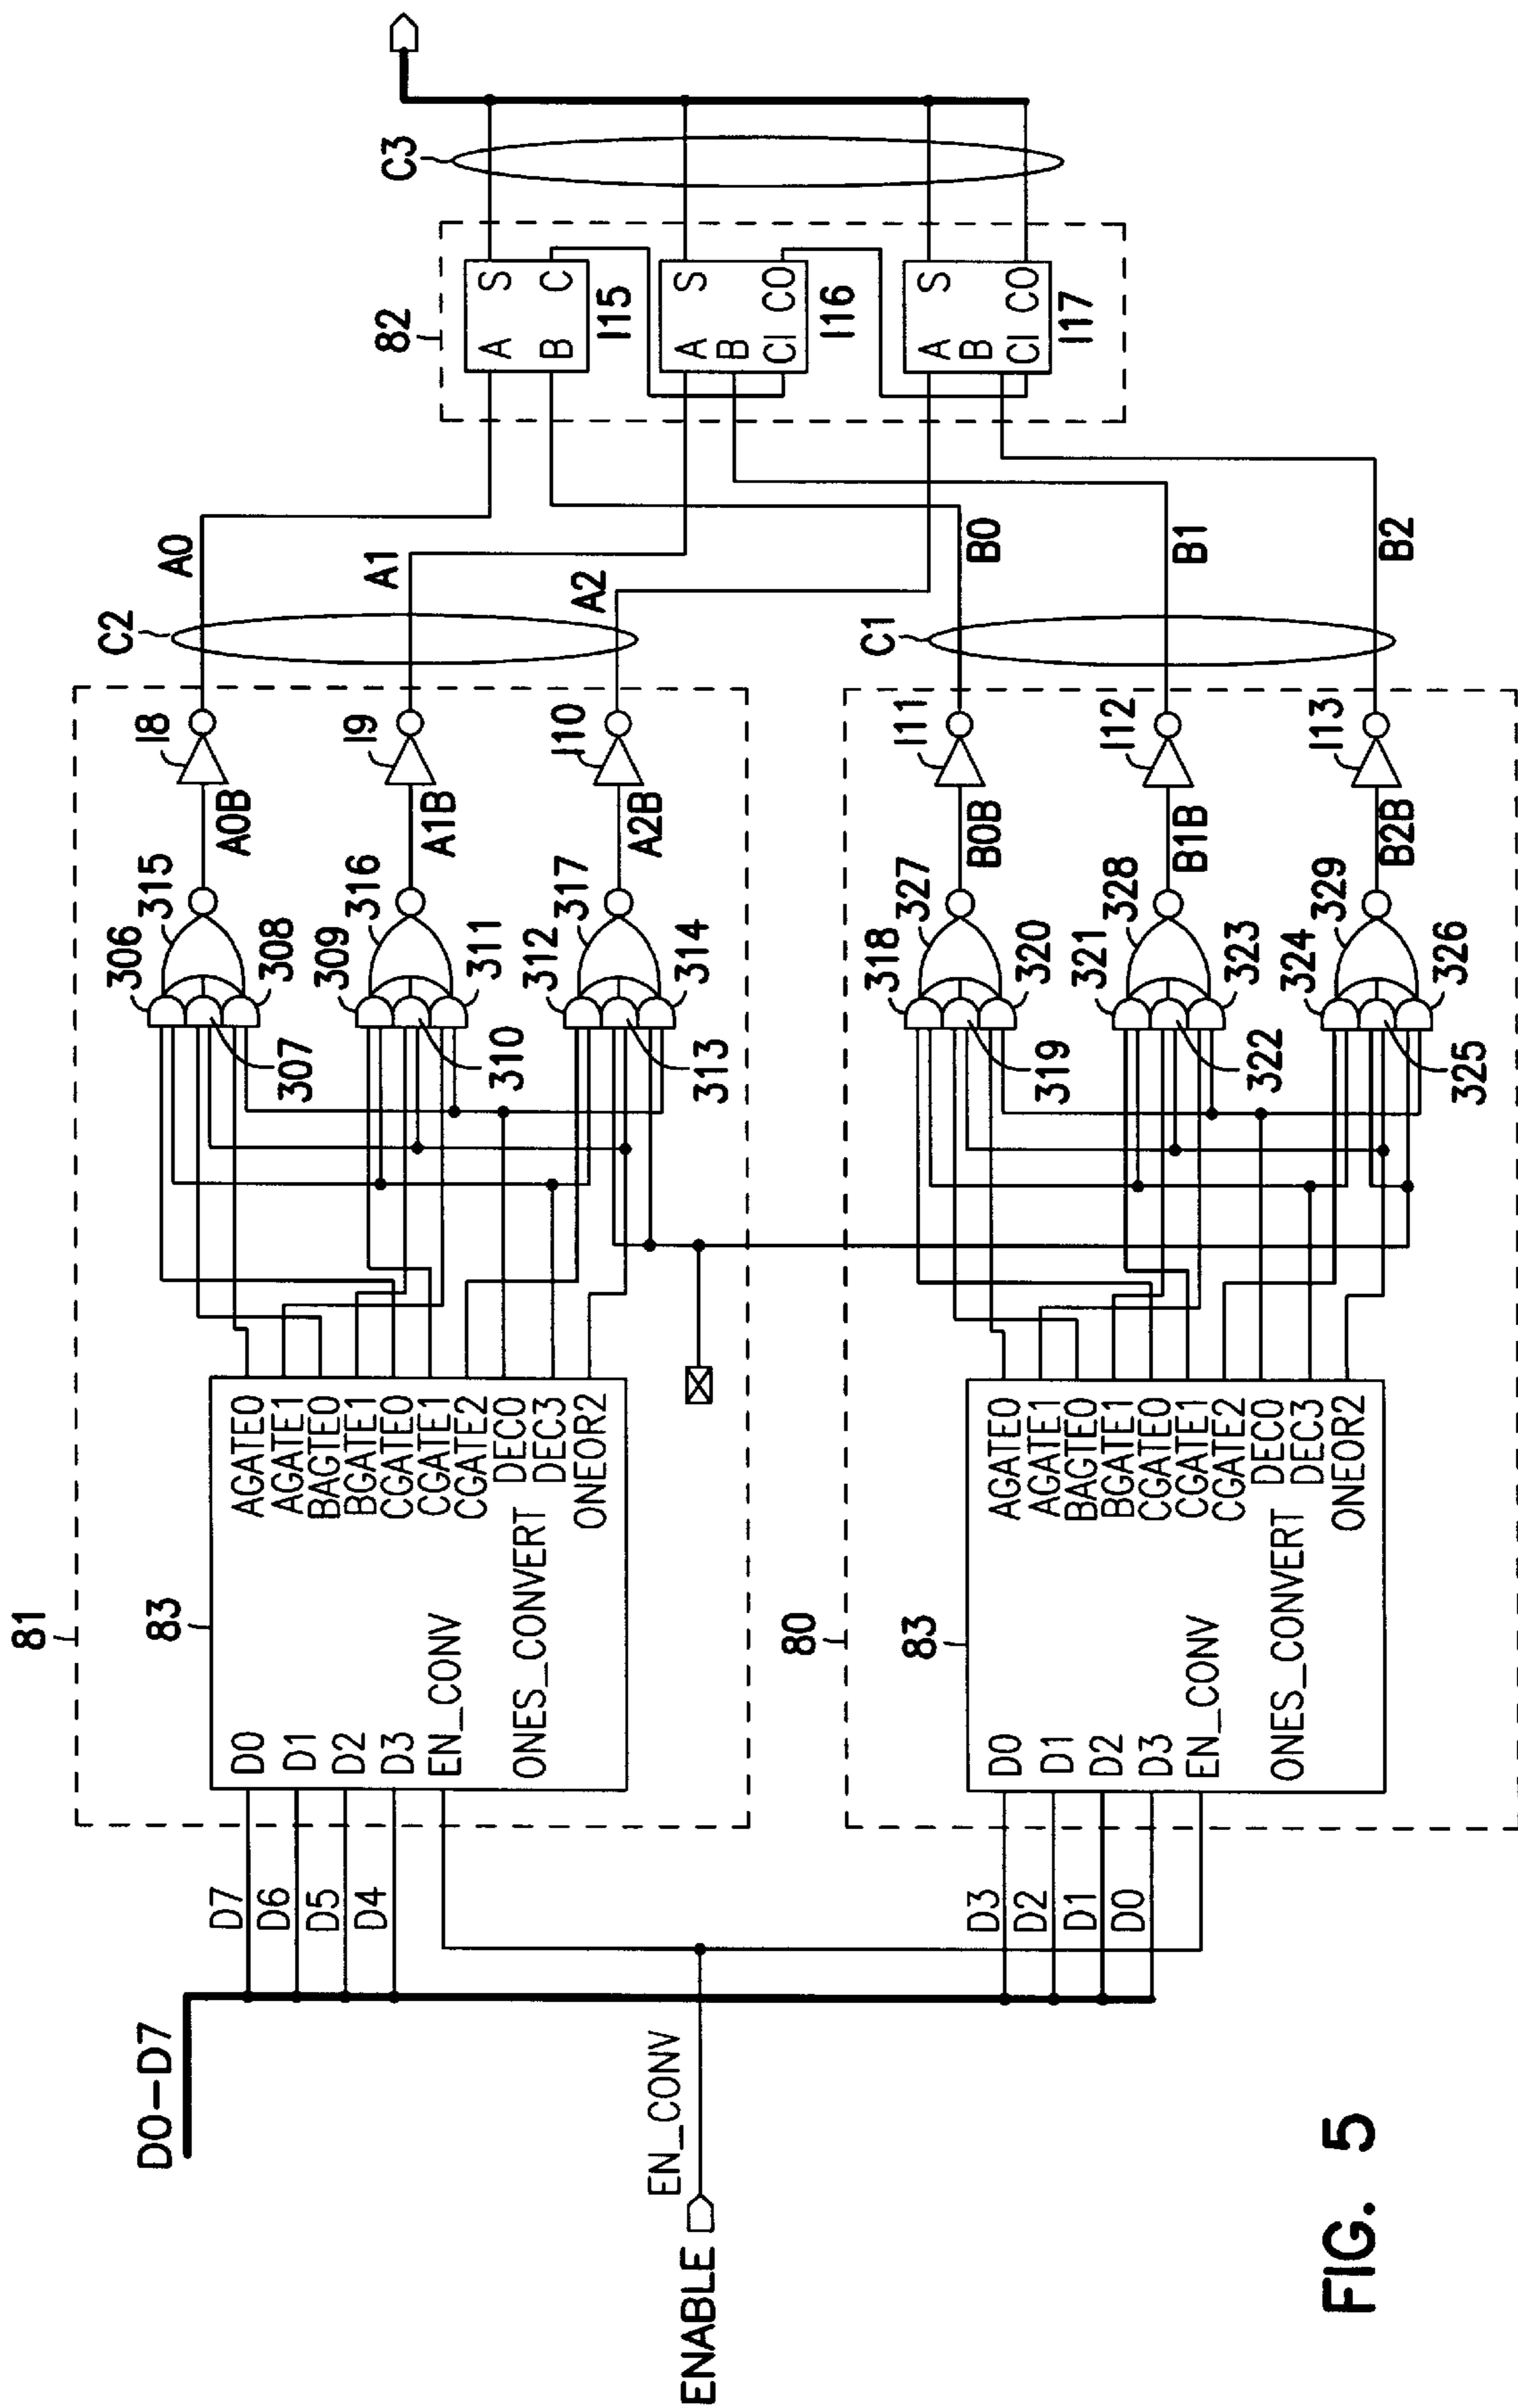 D0-D7
ENABLE
EN_CONV
D7
D6
D5
D4
81
83
D0
D1
D2
D3
EN_CONV
ONES_CONVERT
AGATE0
AGATE1
BAGTE0
BGATE1
CGATE0
CGATE1
CGATE2
DEC0
DEC3
ONEOR2
306
307
308
315
A0B
I8
309
310
311
316
A1B
I9
312
313
314
317
A2B
I10
C2
A0
A1
A2
D3
D2
D1
D0
80
83
D0
D1
D2
D3
EN_CONV
ONES_CONVERT
AGATE0
AGATE1
BAGTE0
BGATE1
CGATE0
CGATE1
CGATE2
DEC0
DEC3
ONEOR2
318
319
320
327
B0B
I11
321
322
323
328
B1B
I12
324
325
326
329
B2B
I13
C1
B0
B1
B2
82
A S
B C
I15
A S
B
CI CO
I16
A S
B
CI CO
I17
C3
FIG. 5